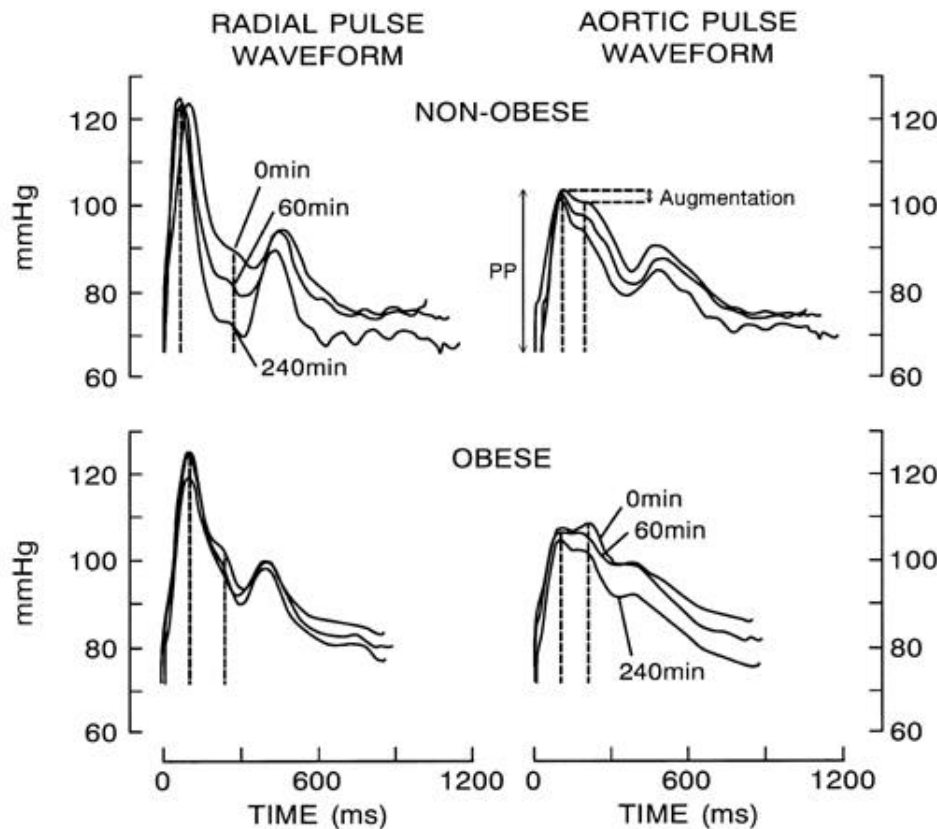 RADIAL PULSE
WAVEFORM
AORTIC PULSE
WAVEFORM
NON-OBESE
mmHg
120
100
80
60
0min
60min
240min
PP
Augmentation
120
100
80
60
OBESE
mmHg
120
100
80
60
0min
60min
240min
120
100
80
60
0
600
1200
TIME (ms)
0
600
1200
TIME (ms)